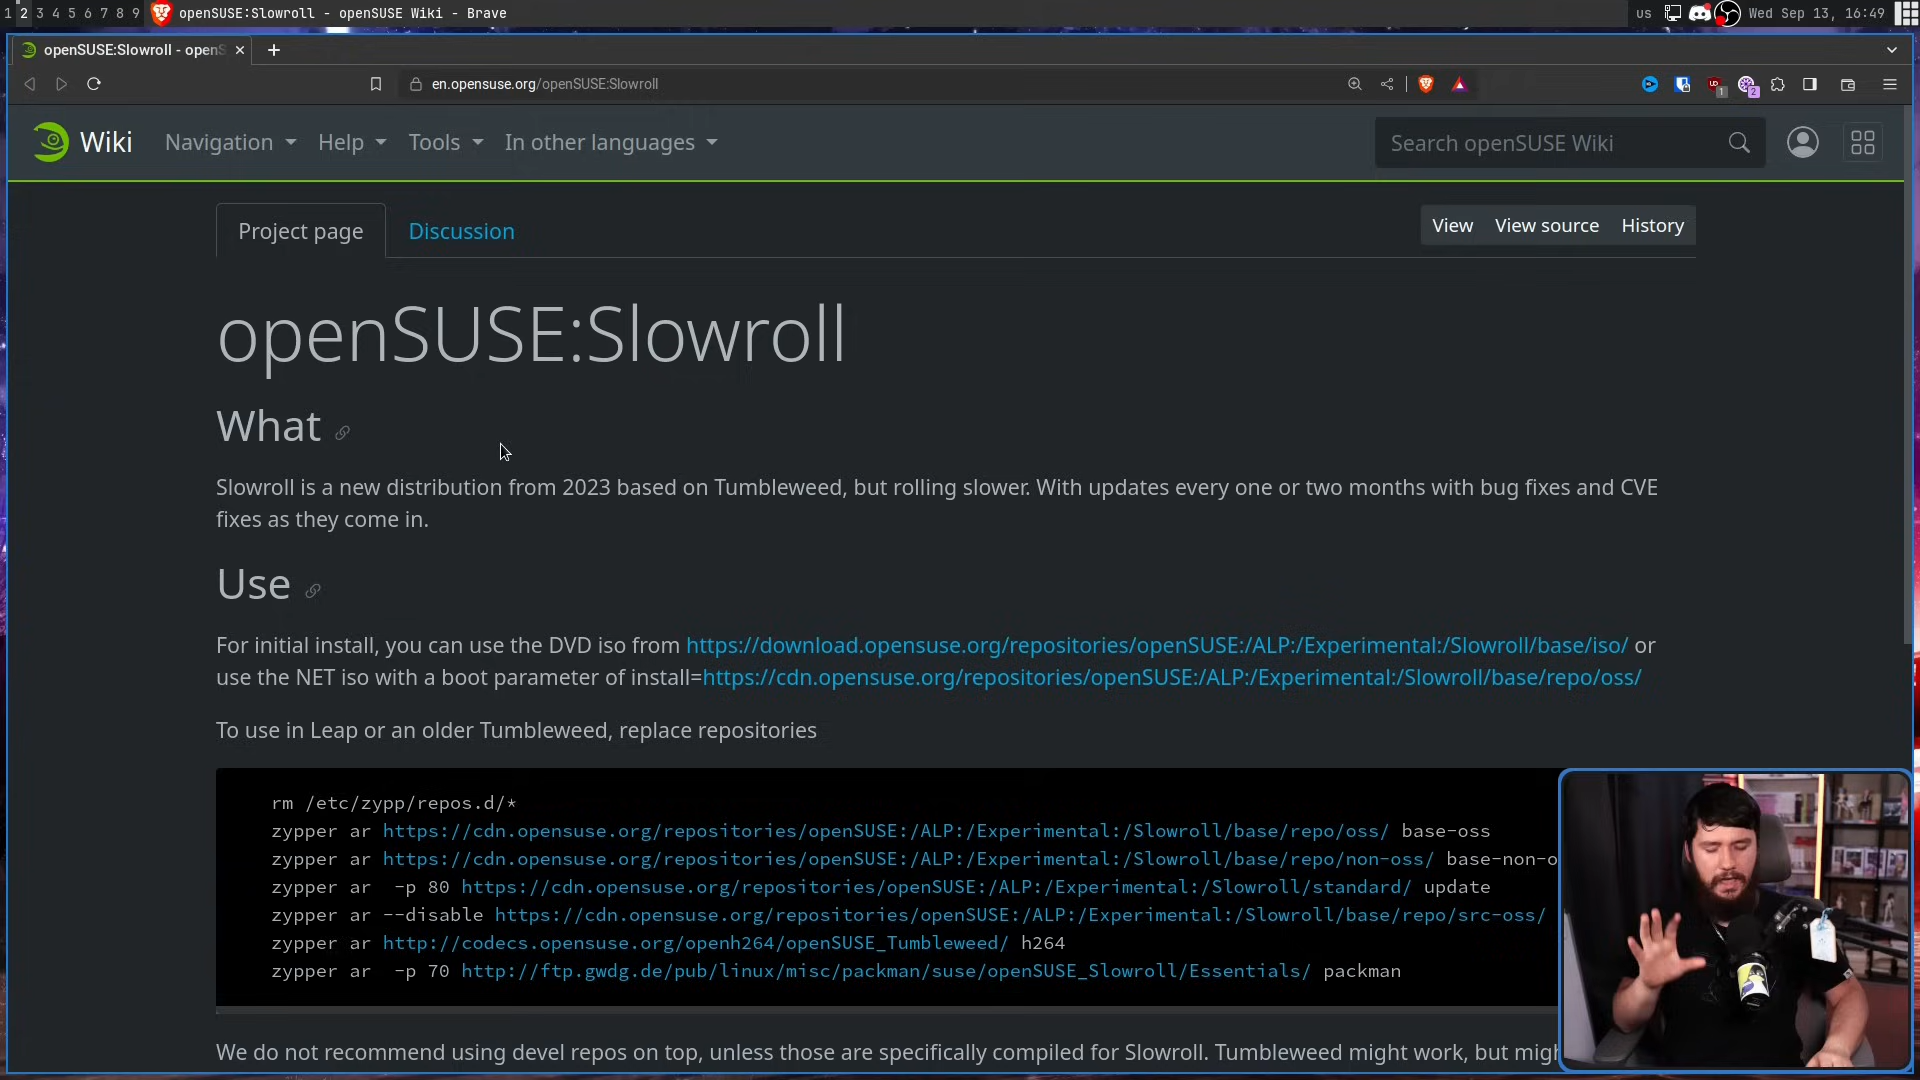 1 2 3 4 5 6 7 8 9 openSUSE:Slowroll - openSUSE Wiki - Brave us Wed Sep 13, 16:49
openSUSE:Slowroll - openS
en.opensuse.org/openSUSE:Slowroll 1 2
Wiki Navigation Help Tools In other languages Search openSUSE Wiki
Project page Discussion View View source History
openSUSE:Slowroll
What
Slowroll is a new distribution from 2023 based on Tumbleweed, but rolling slower. With updates every one or two months with bug fixes and CVE
fixes as they come in.
Use
For initial install, you can use the DVD iso from https://download.opensuse.org/repositories/openSUSE:/ALP:/Experimental:/Slowroll/base/iso/ or
use the NET iso with a boot parameter of install=https://cdn.opensuse.org/repositories/openSUSE:/ALP:/Experimental:/Slowroll/base/repo/oss/
To use in Leap or an older Tumbleweed, replace repositories
rm /etc/zypp/repos.d/*
zypper ar https://cdn.opensuse.org/repositories/openSUSE:/ALP:/Experimental:/Slowroll/base/repo/oss/ base-oss
zypper ar https://cdn.opensuse.org/repositories/openSUSE:/ALP:/Experimental:/Slowroll/base/repo/non-oss/ base-non-o
zypper ar -p 80 https://cdn.opensuse.org/repositories/openSUSE:/ALP:/Experimental:/Slowroll/standard/ update
zypper ar --disable https://cdn.opensuse.org/repositories/openSUSE:/ALP:/Experimental:/Slowroll/base/repo/src-oss/
zypper ar http://codecs.opensuse.org/openh264/openSUSE_Tumbleweed/ h264
zypper ar -p 70 http://ftp.gwdg.de/pub/linux/misc/packman/suse/openSUSE_Slowroll/Essentials/ packman
We do not recommend using devel repos on top, unless those are specifically compiled for Slowroll. Tumbleweed might work, but migh